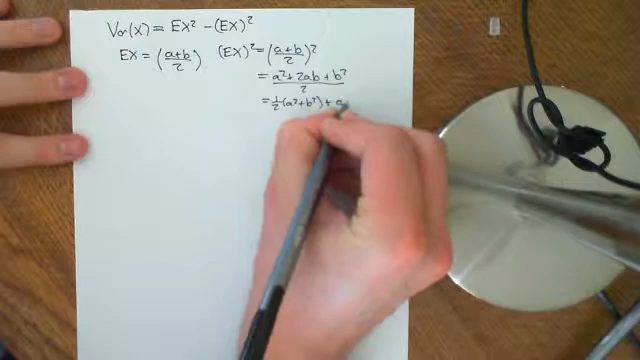 Var(X) = EX² - (EX)²
EX = (a+b/2) (EX)² = (a+b/2)²
= a² + 2ab + b²/2
= 1/2(a²+b²) + a